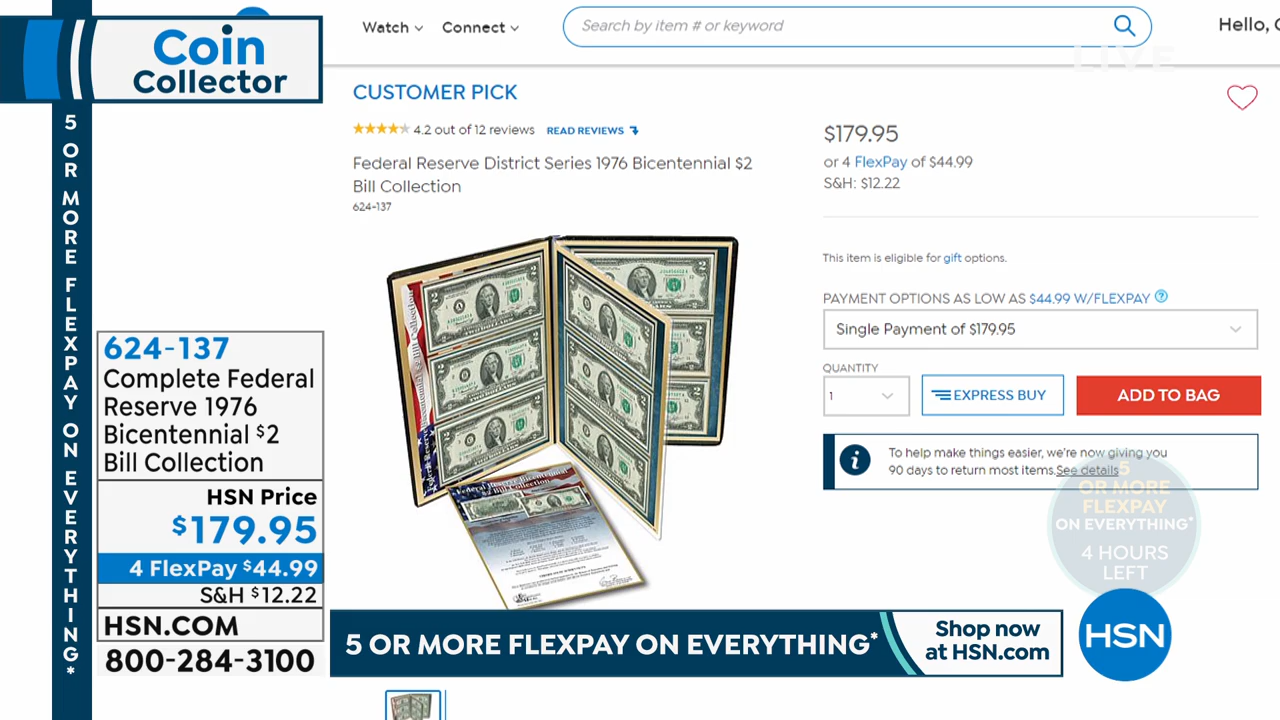 Coin
Collector
5 OR MORE FLEXPAY ON EVERYTHING*
624-137
Complete Federal
Reserve 1976
Bicentennial $2
Bill Collection
HSN Price
$179.95
4 FlexPay $44.99
S&H $12.22
HSN.COM
800-284-3100
Watch
Connect
Search by item # or keyword
Hello,
LIVE
CUSTOMER PICK
4.2 out of 12 reviews READ REVIEWS
Federal Reserve District Series 1976 Bicentennial $2
Bill Collection
624-137
Federal Reserve Bicentennial
$2 Bill Collection
$179.95
or 4 FlexPay of $44.99
S&H: $12.22
This item is eligible for gift options.
PAYMENT OPTIONS AS LOW AS $44.99 W/FLEXPAY ?
Single Payment of $179.95
QUANTITY
1
EXPRESS BUY
ADD TO BAG
i
To help make things easier, we're now giving you
90 days to return most items.See details
5
OR MORE
FLEXPAY
ON EVERYTHING*
4 HOURS
LEFT
5 OR MORE FLEXPAY ON EVERYTHING*
Shop now
at HSN.com
HSN